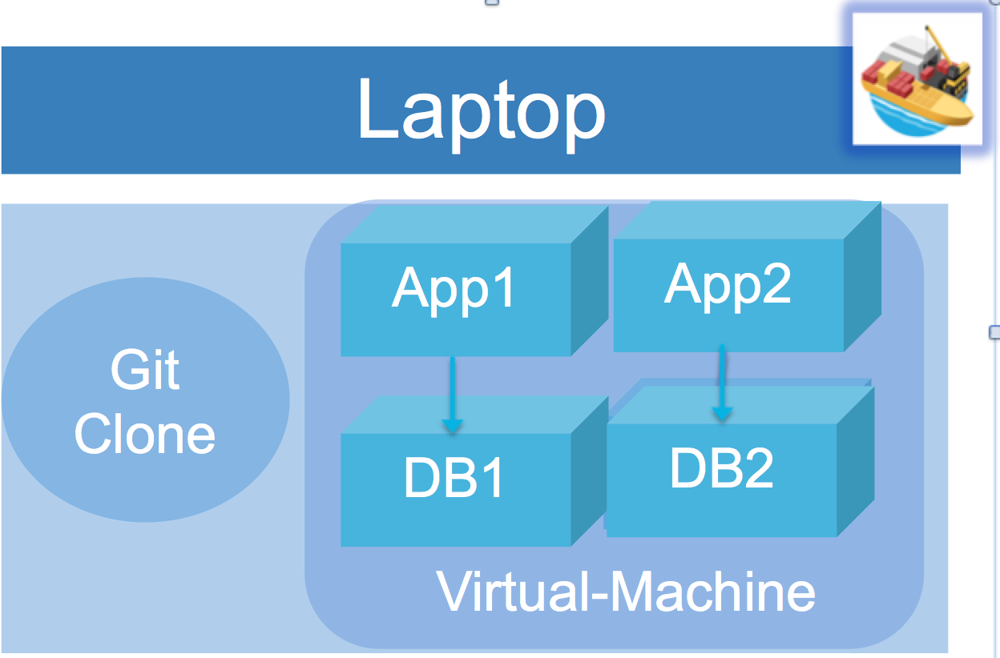 Laptop
App1
App2
Git
Clone
DB1
DB2
Virtual-Machine